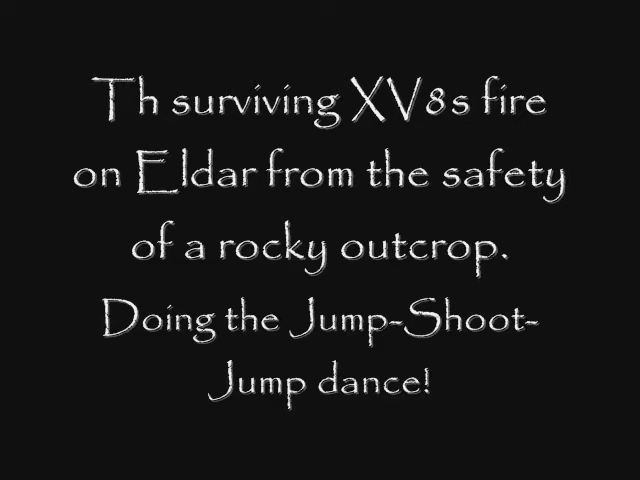 Th surviving XV8s fire
on Eldar from the safety
of a rocky outcrop.
Doing the Jump-Shoot-
Jump dance!